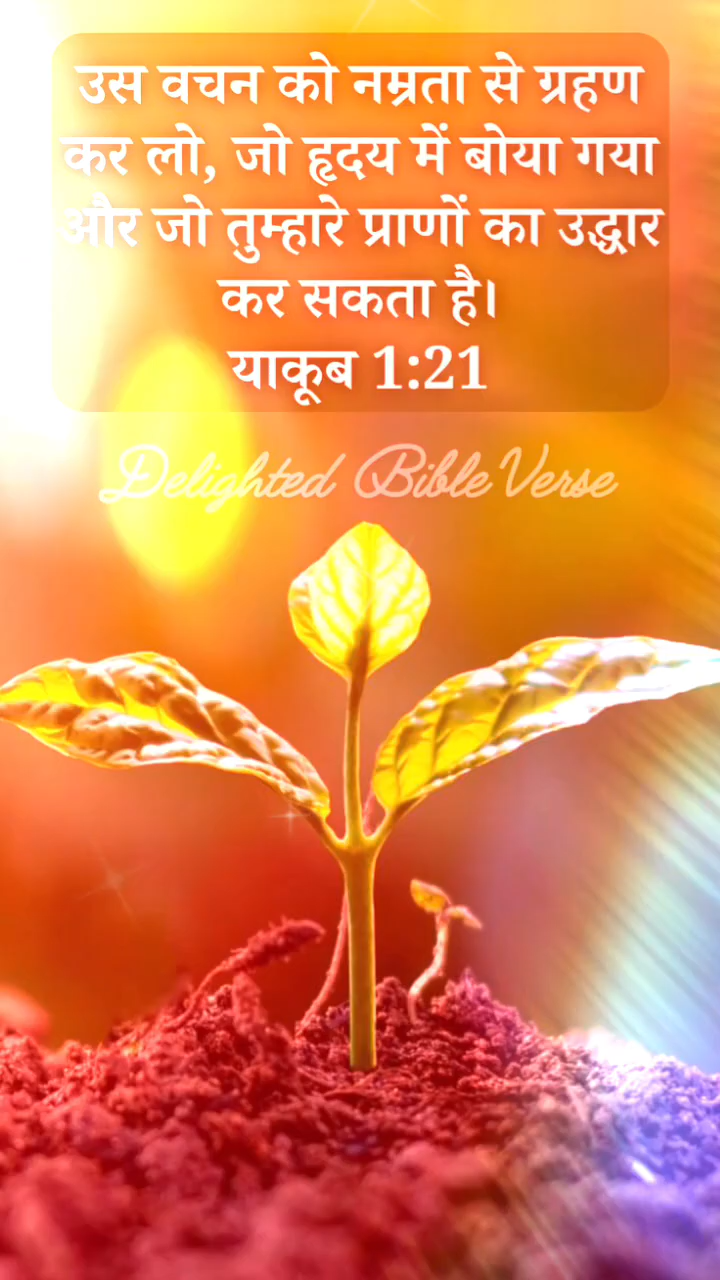 उस वचन को नम्रता से ग्रहण
कर लो, जो हृदय में बोया गया
और जो तुम्हारे प्राणों का उद्धार
कर सकता है।
याकूब 1:21
Delighted Bible Verse